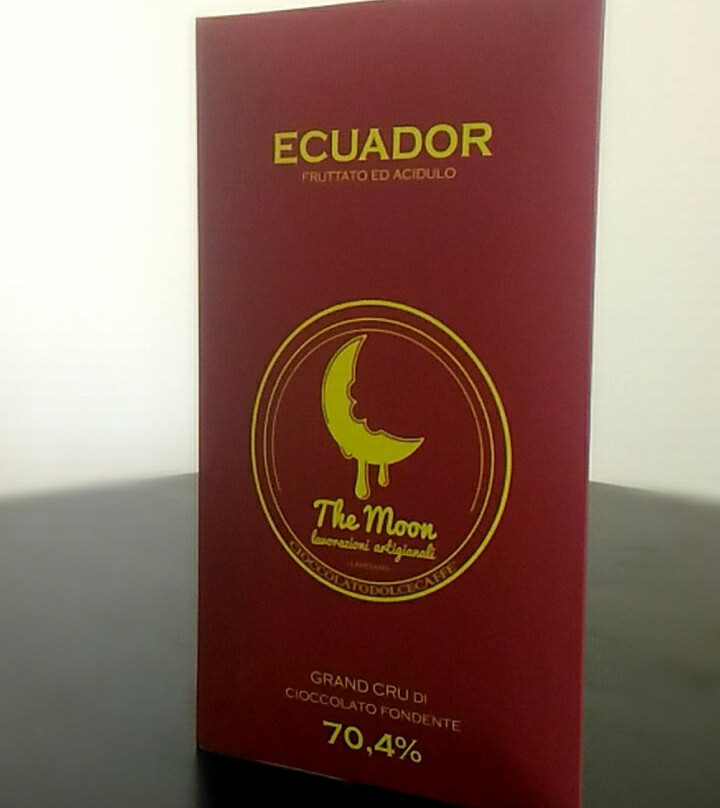 ECUADOR
FRUTTATO ED ACIDULO
The Moon
lavorazioni artigianali
CIOCCOLATODOLCECAFFE
GRAND CRU DI
CIOCCOLATO FONDENTE
70,4%